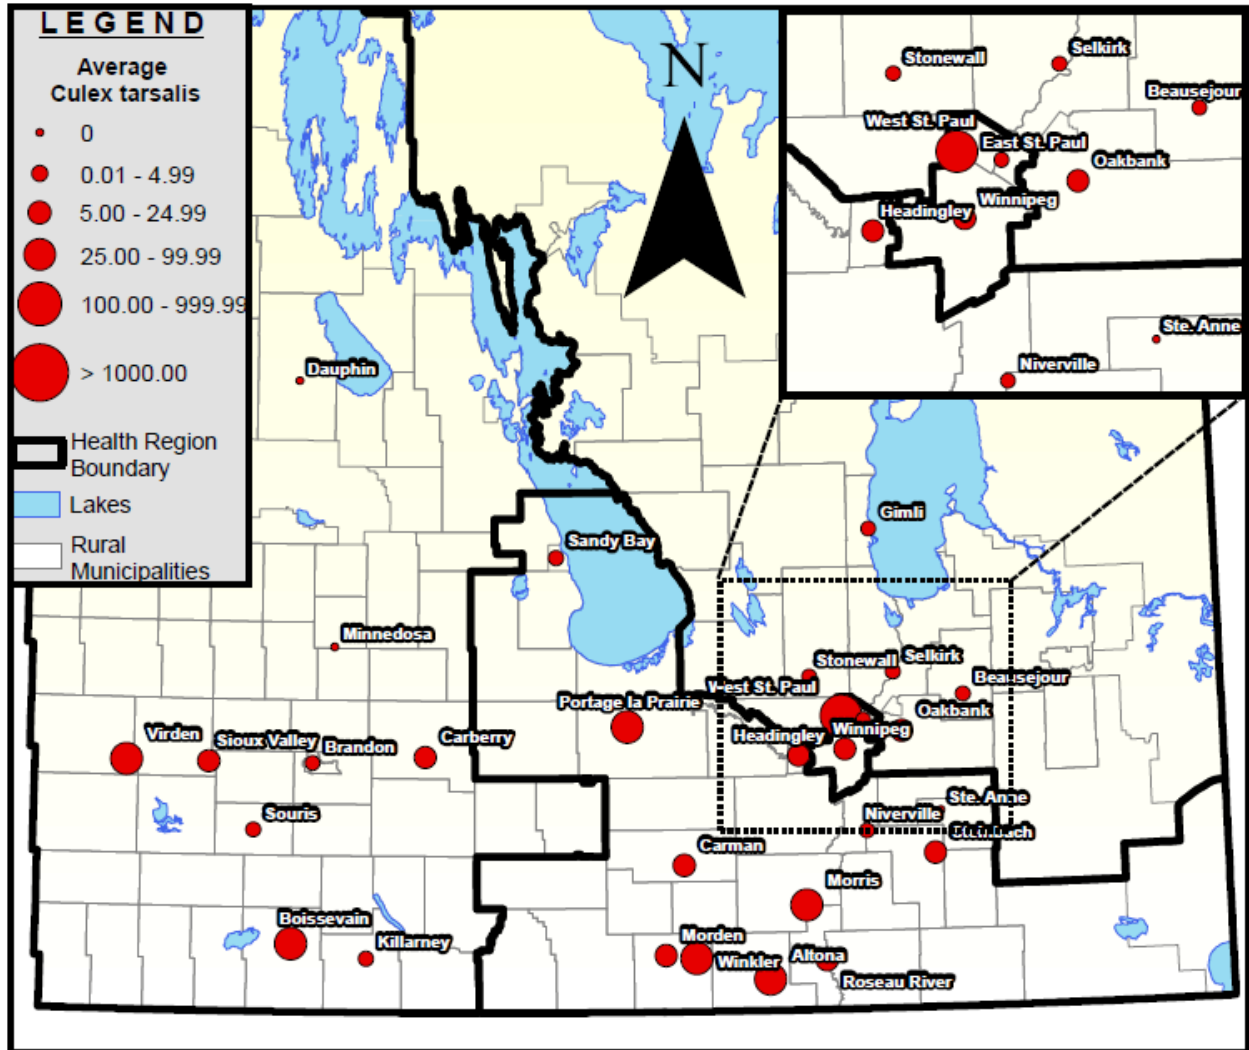 LEGEND
Average
Culex tarsalis
0
0.01 - 4.99
5.00 - 24.99
25.00 - 99.99
100.00 - 999.99
> 1000.00
Health Region
Boundary
Lakes
Rural
Municipalities
N
Stonewall
Selkirk
Beausejour
West St. Paul
East St. Paul
Oakbank
Winnipeg
Headingley
Ste. Anne
Niverville
Dauphin
Gimli
Sandy Bay
Minnedosa
Stonewall
Selkirk
West St. Paul
Beausejour
Portage la Prairie
Oakbank
Virden
Sioux Valley
Brandon
Carberry
Headingley
Winnipeg
Souris
Ste. Anne
Niverville
Steinbach
Carman
Morris
Boissevain
Killarney
Morden
Winkler
Altona
Roseau River